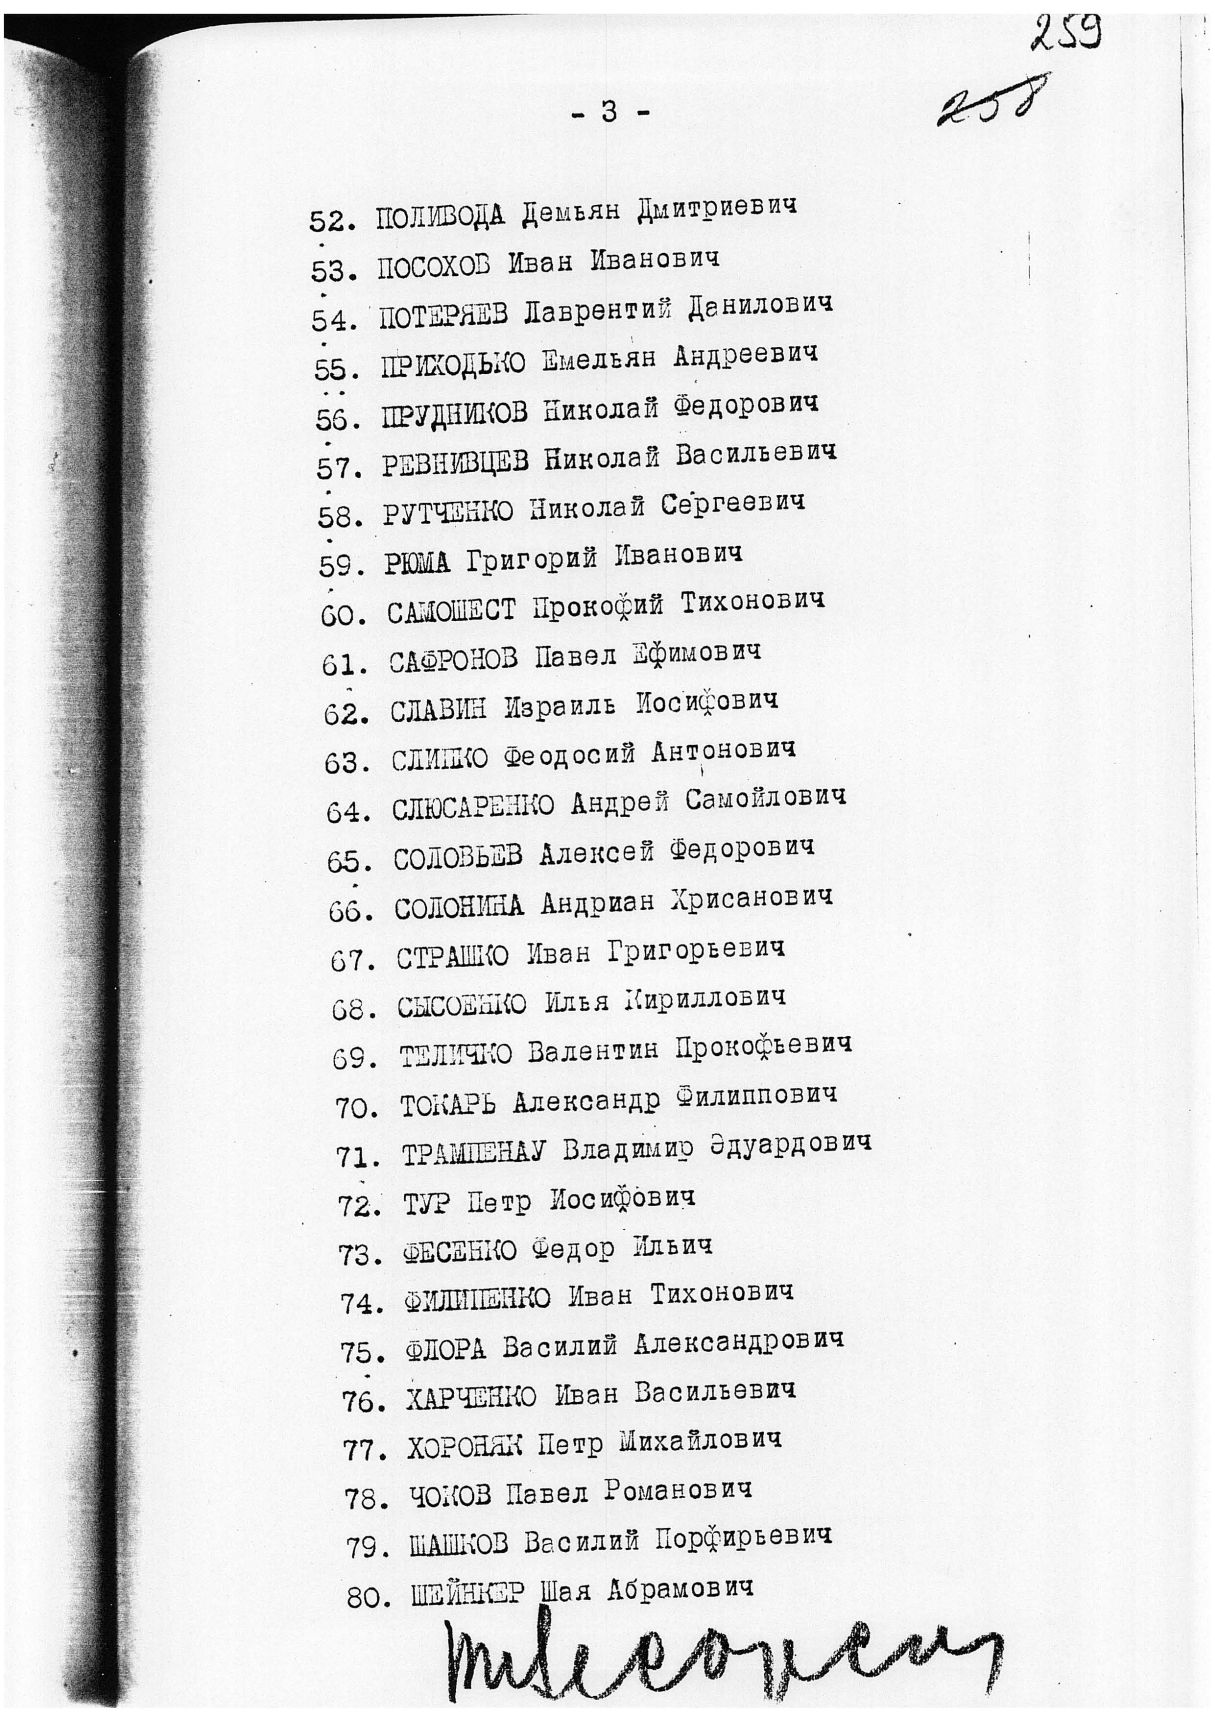 259
258
- 3 -
52. ПОЛИВОДА Демьян Дмитриевич
53. ПОСОХОВ Иван Иванович
54. ПОТЕРЯЕВ Лаврентий Данилович
55. ПРИХОДЬКО Емельян Андреевич
56. ПРУДНИКОВ Николай Федорович
57. РЕВНИВЦЕВ Николай Васильевич
58. РУТЧЕНКО Николай Сергеевич
59. РЮМА Григорий Иванович
60. САМОШЕСТ Прокофий Тихонович
61. САФРОНОВ Павел Ефимович
62. СЛАВИН Израиль Иосифович
63. СЛИПКО Феодосий Антонович
64. СЛЮСАРЕНКО Андрей Самойлович
65. СОЛОВЬЕВ Алексей Федорович
66. СОЛОНИНА Андриан Хрисанович
67. СТРАШКО Иван Григорьевич
68. СЫСОЕНКО Илья Кириллович
69. ТЕЛИЧКО Валентин Прокофьевич
70. ТОКАРЬ Александр Филиппович
71. ТРАМПЕНАУ Владимир Эдуардович
72. ТУР Петр Иосифович
73. ФЕСЕНКО Федор Ильич
74. ФИЛИПЕНКО Иван Тихонович
75. ФЛОРА Василий Александрович
76. ХАРЧЕНКО Иван Васильевич
77. ХОРОНЯК Петр Михайлович
78. ЧОКОВ Павел Романович
79. ШАШКОВ Василий Порфирьевич
80. ШЕЙНКЕР Шая Абрамович